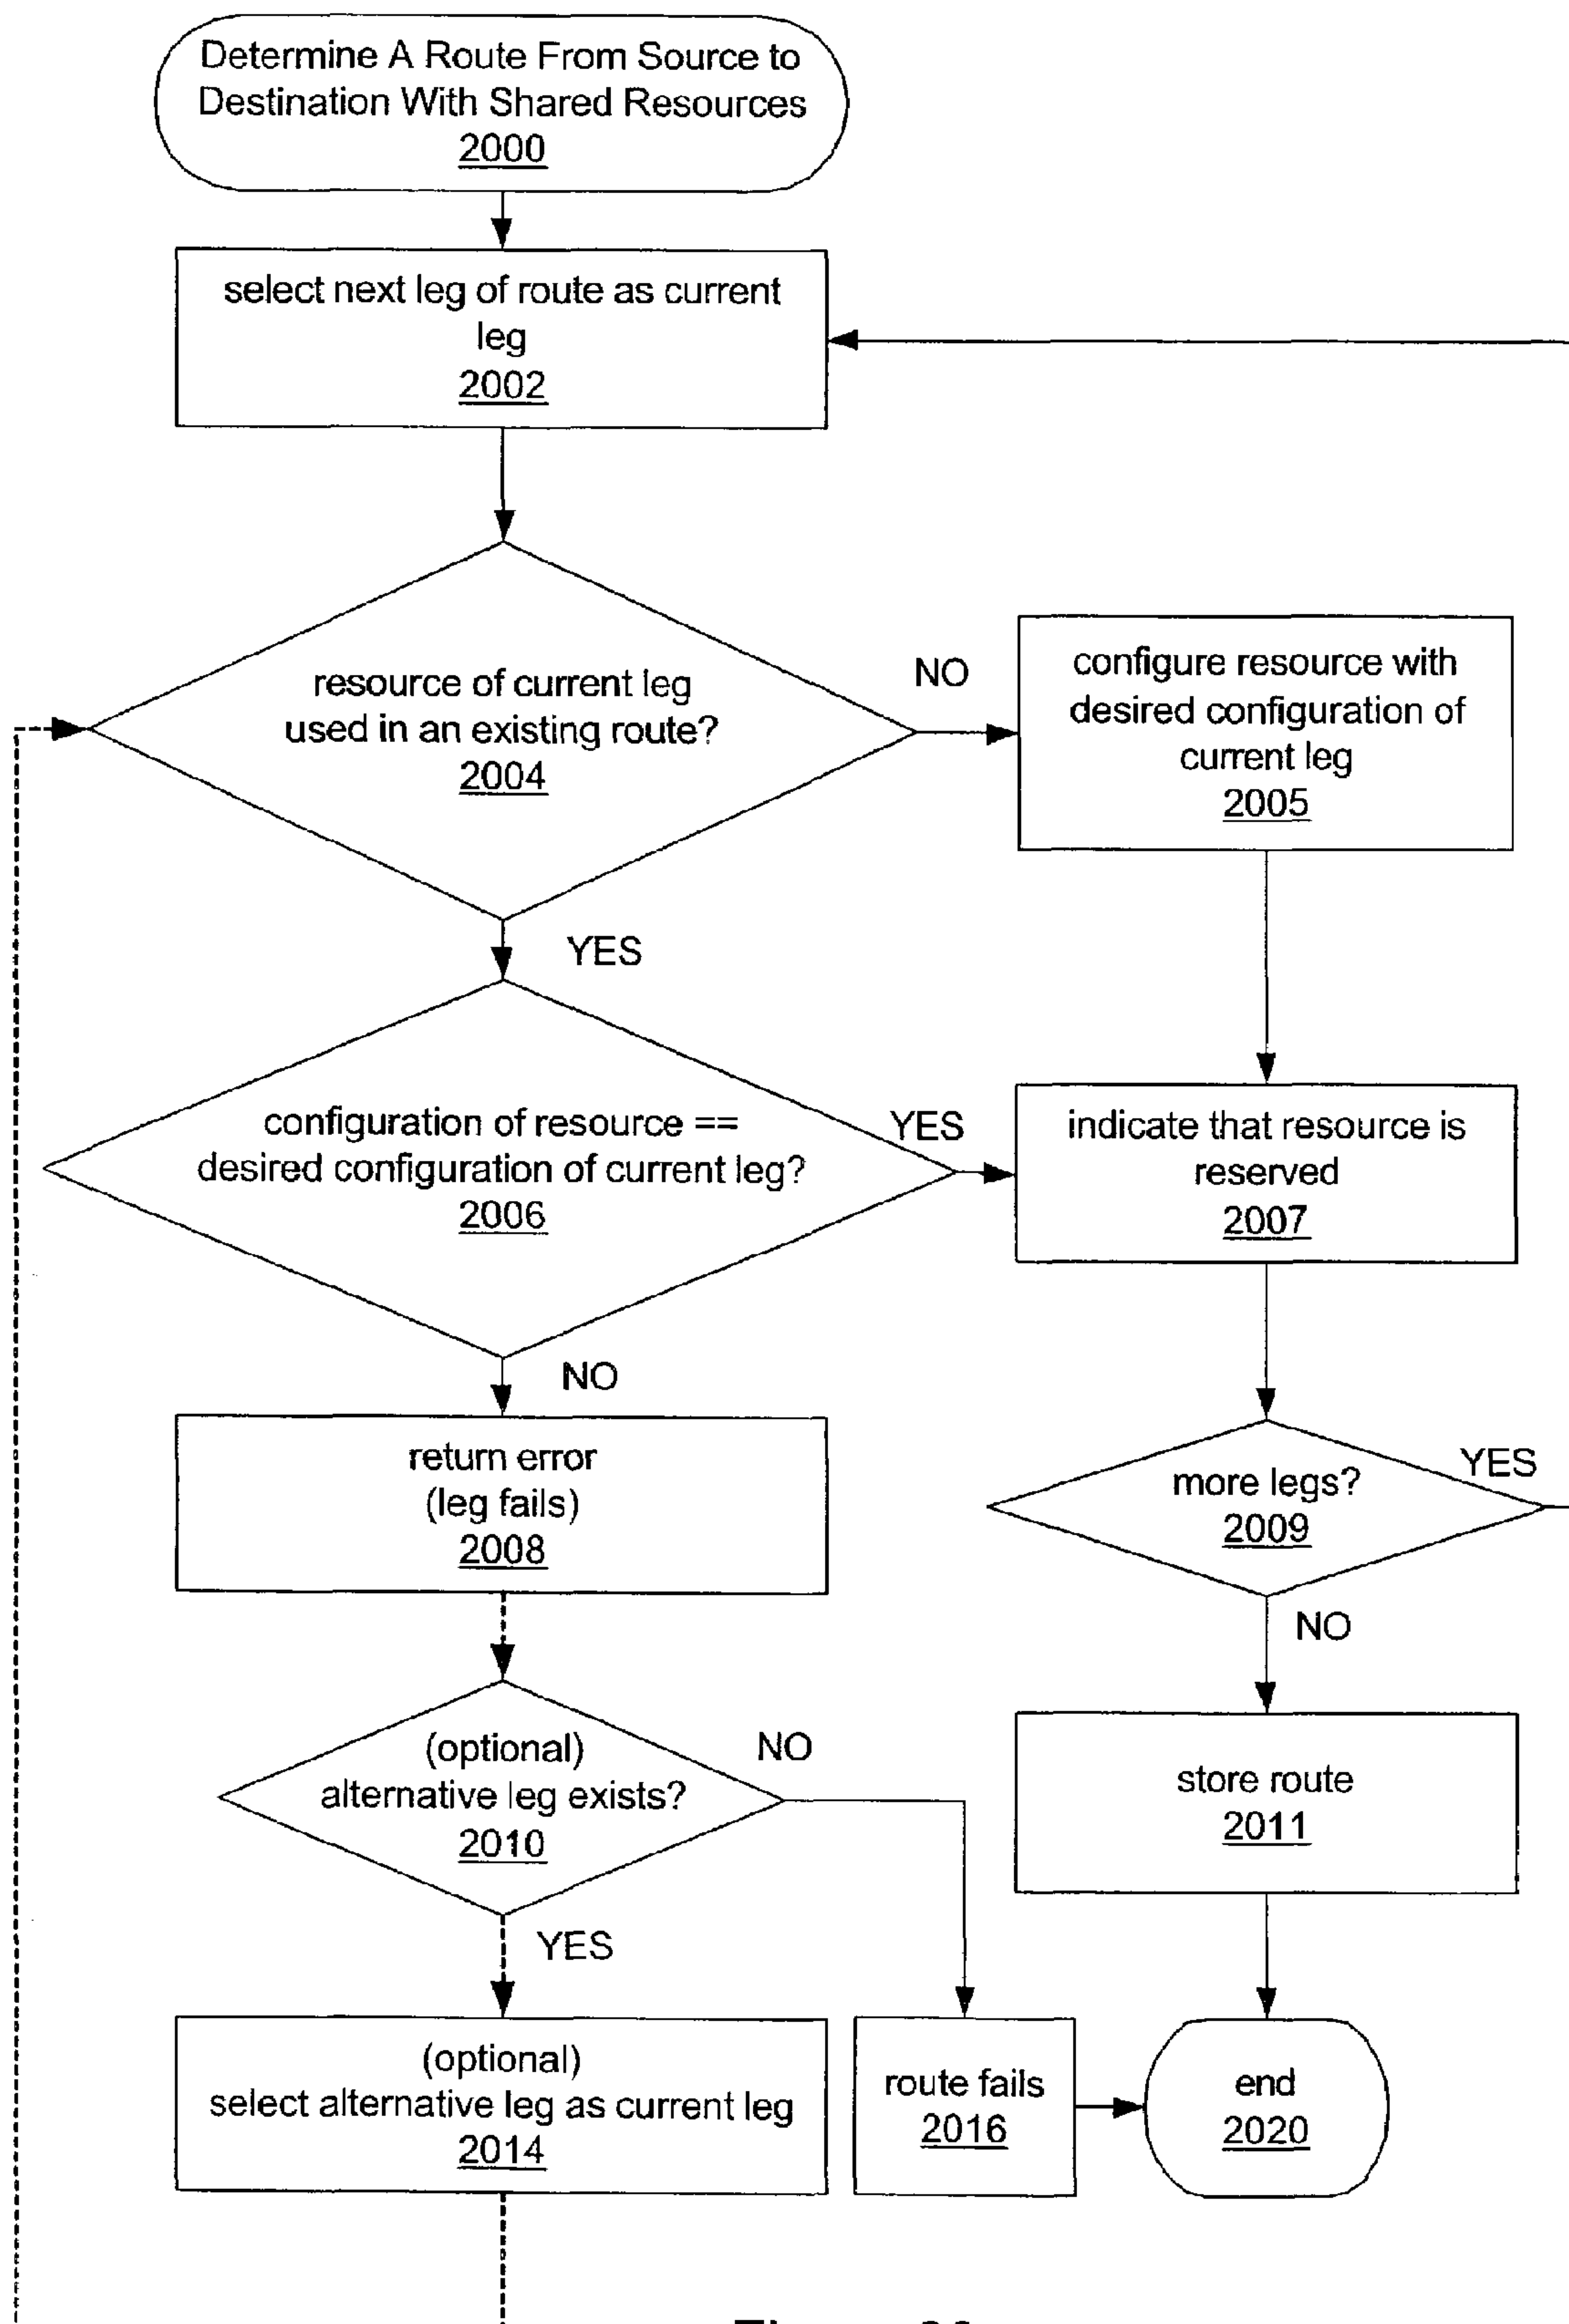 Determine A Route From Source to
Destination With Shared Resources
2000
select next leg of route as current
leg
2002
resource of current leg
used in an existing route?
2004
NO
configure resource with
desired configuration of
current leg
2005
YES
configuration of resource ==
desired configuration of current leg?
2006
YES
indicate that resource is
reserved
2007
NO
return error
(leg fails)
2008
more legs?
2009
YES
NO
(optional)
alternative leg exists?
2010
NO
store route
2011
YES
(optional)
select alternative leg as current leg
2014
route fails
2016
end
2020